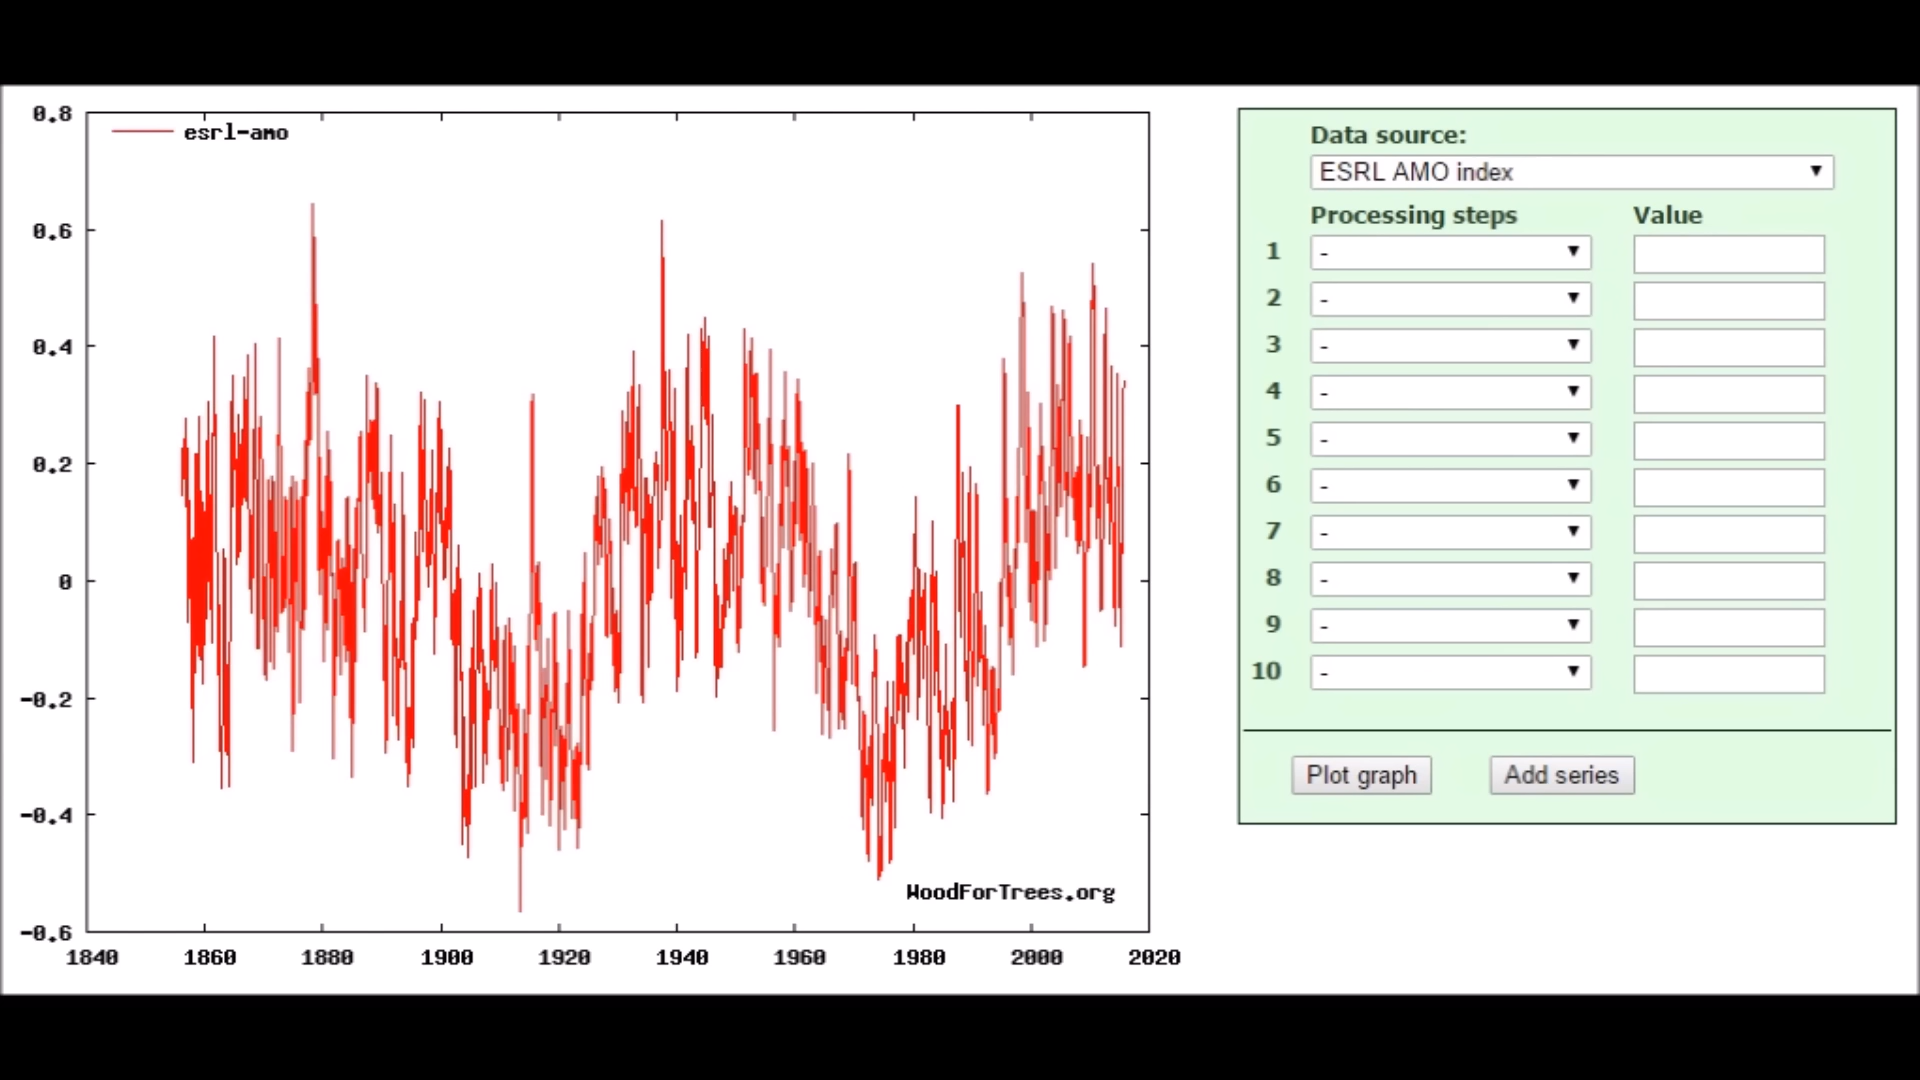 0.8
esrl-amo
0.6
0.4
0.2
0
-0.2
-0.4
WoodForTrees.org
-0.6
1840 1860 1880 1900 1920 1940 1960 1980 2000 2020
Data source:
ESRL AMO index
Processing steps Value
1 -
2 -
3 -
4 -
5 -
6 -
7 -
8 -
9 -
10 -
Plot graph Add series